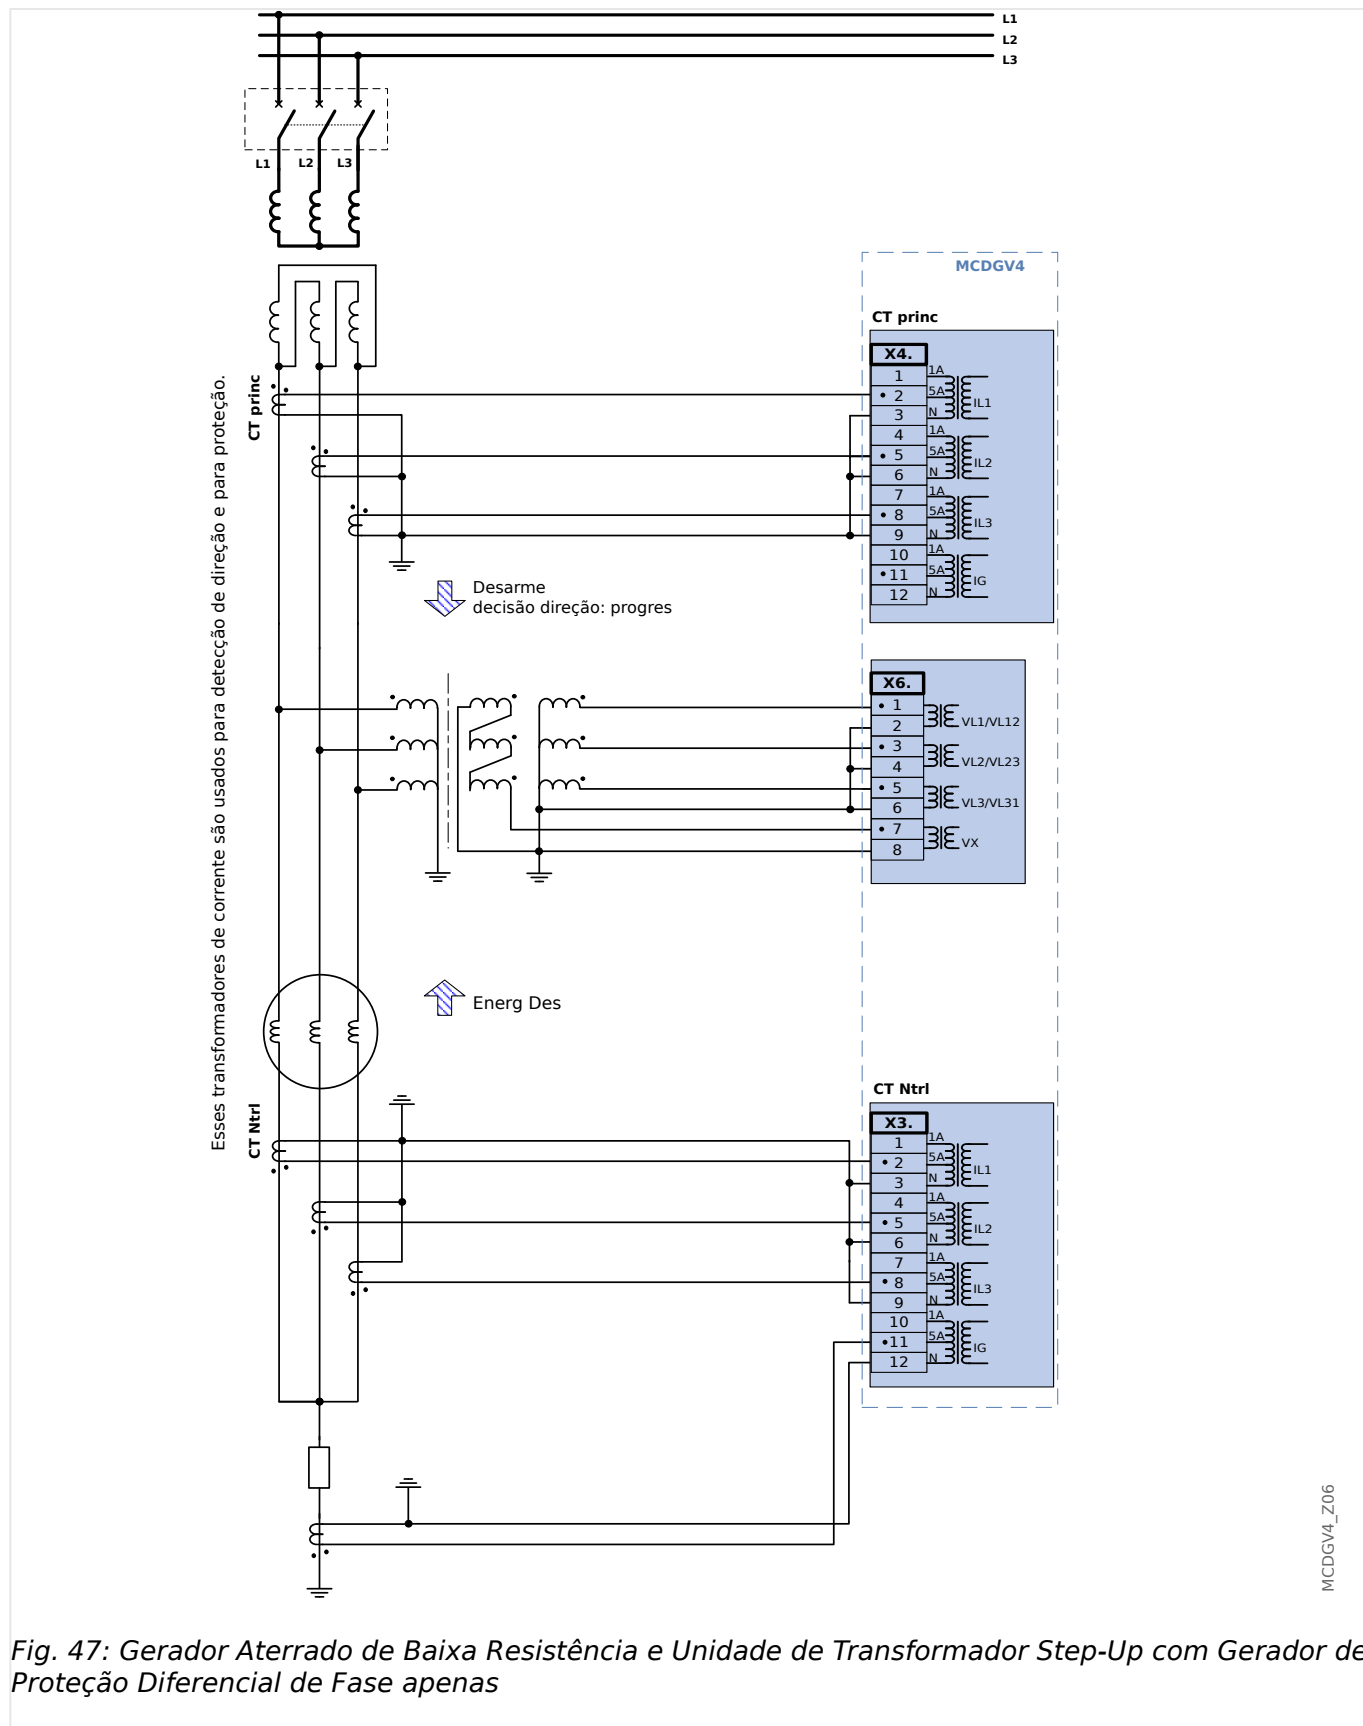 L1
L2
L3
L1 L2 L3
MCDGV4
CT princ
X4.
1 1A
2 5A IL1
3 N
4 1A
5 5A IL2
6 N
7 1A
8 5A IL3
9 N
10 1A
11 5A IG
12 N
CT princ
Esses transformadores de corrente são usados para detecção de direção e para proteção.
Desarme
decisão direção: progres
X6.
1 VL1/VL12
2
3 VL2/VL23
4
5 VL3/VL31
6
7 VX
8
Energ Des
CT Ntrl
CT Ntrl
X3.
1 1A
2 5A IL1
3 N
4 1A
5 5A IL2
6 N
7 1A
8 5A IL3
9 N
10 1A
11 5A IG
12 N
MCDGV4_Z06
Fig. 47: Gerador Aterrado de Baixa Resistência e Unidade de Transformador Step-Up com Gerador de
Proteção Diferencial de Fase apenas